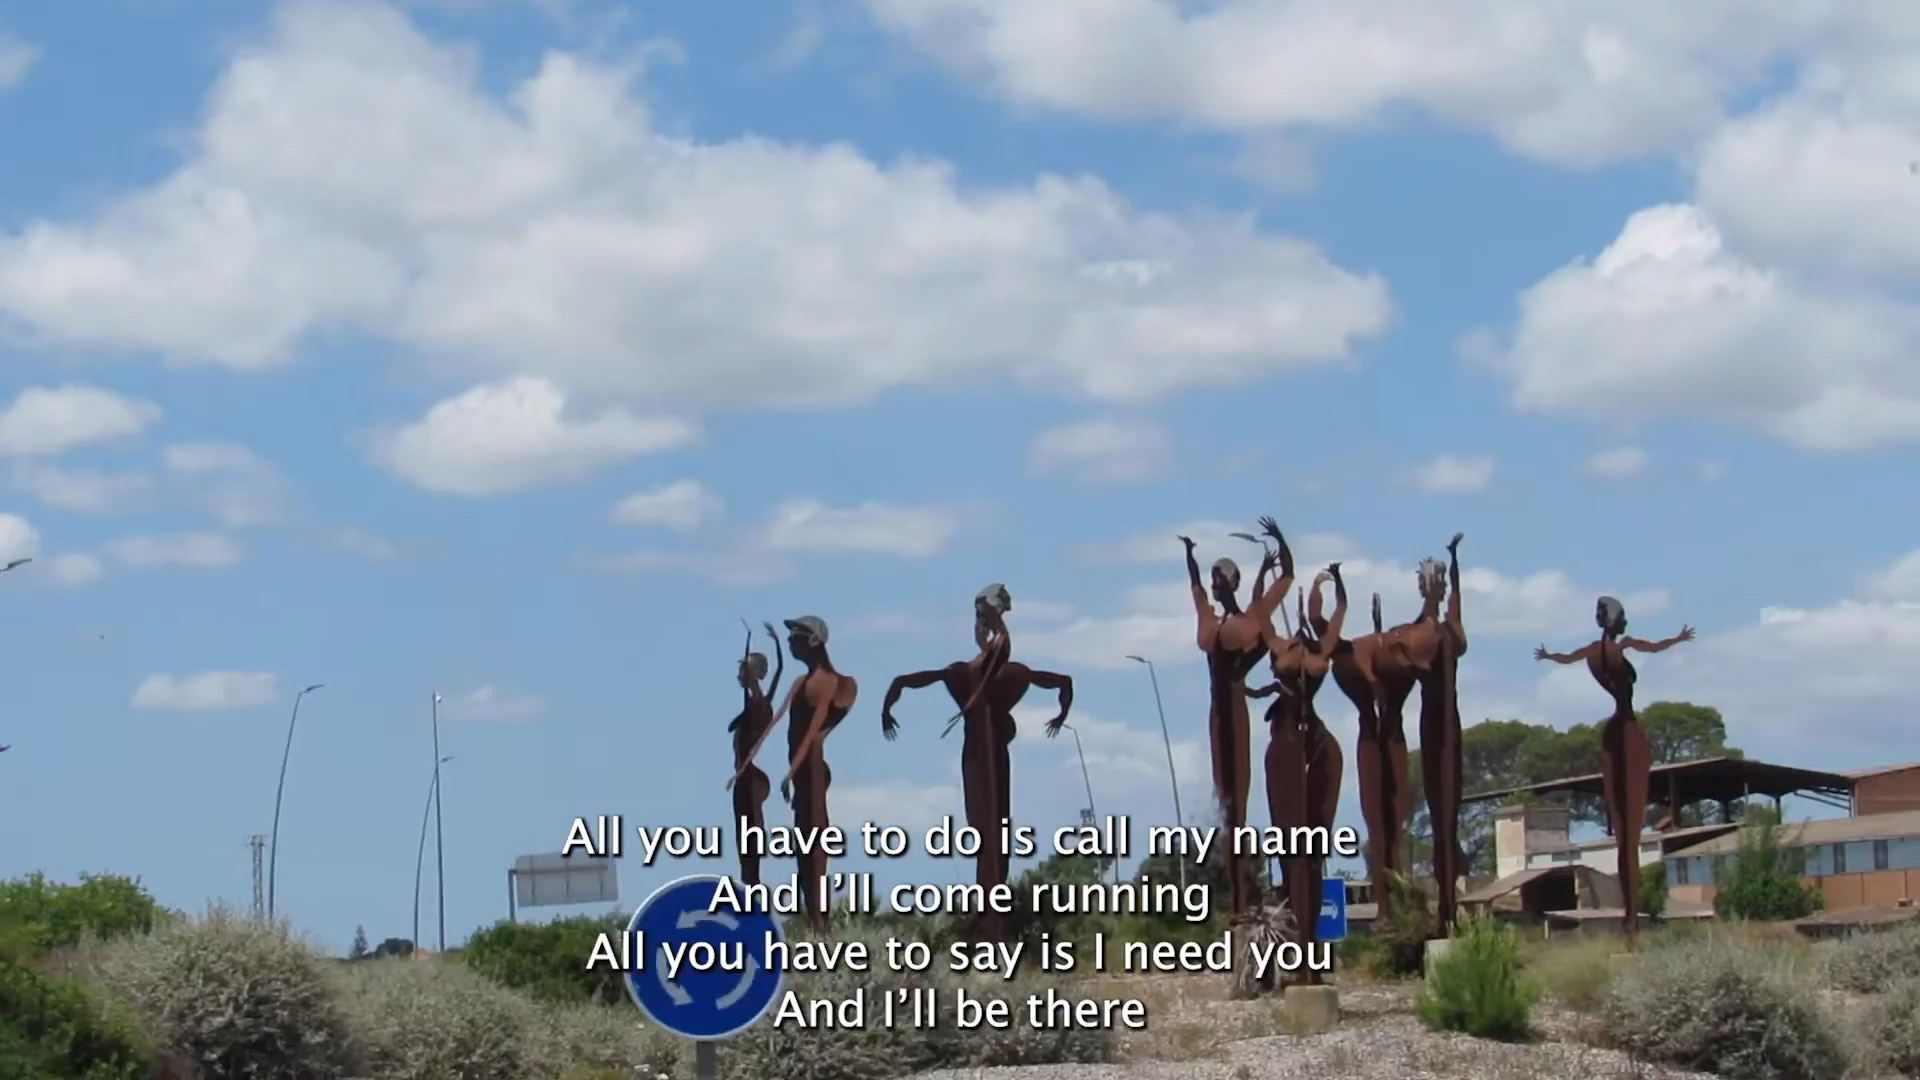 All you have to do is call my name
And I’ll come running
All you have to say is I need you
And I’ll be there